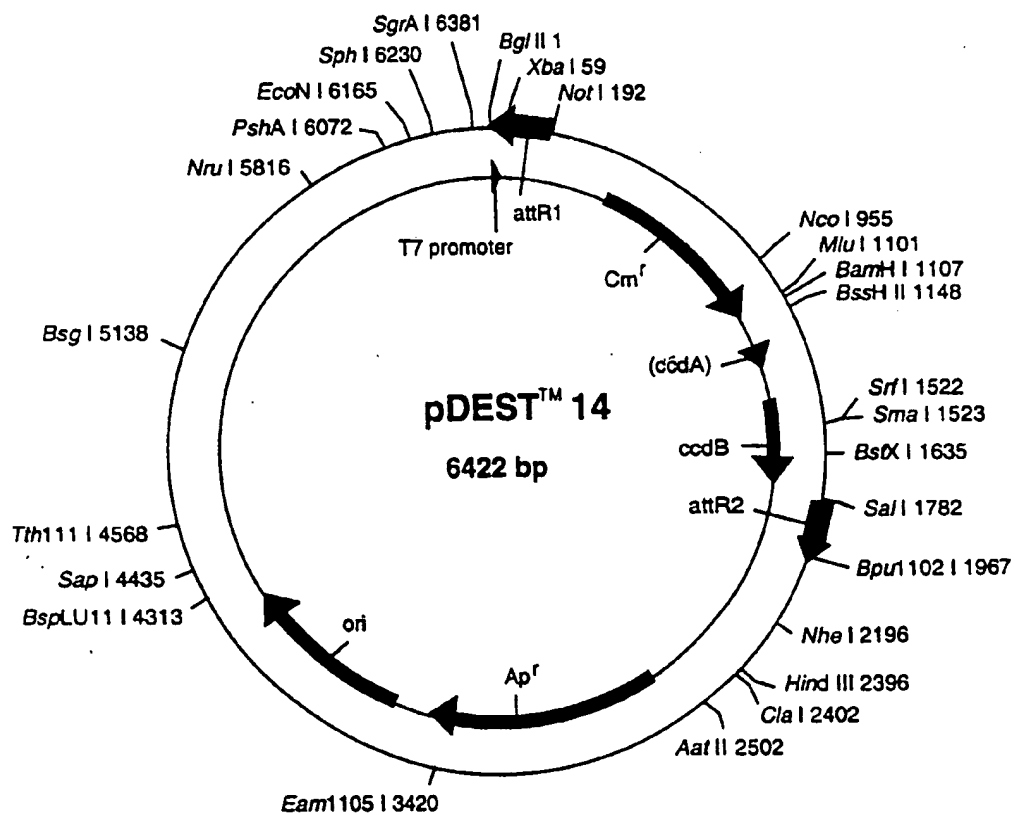 SgrA I 6381
Sph I 6230
EcoN I 6165
PshA I 6072
Nru I 5816
Bgl II 1
Xba I 59
Not I 192
attR1
T7 promoter
Cmr
Nco I 955
Mlu I 1101
BamH I 1107
BssH II 1148
Bsg I 5138
(ccdA)
pDEST™ 14
6422 bp
Srf I 1522
Sma I 1523
ccdB
BstX I 1635
attR2
Sal I 1782
Tth111 I 4568
Sap I 4435
BspLU11 I 4313
Bpu1102 I 1967
ori
Apr
Nhe I 2196
Hind III 2396
Cla I 2402
Aat II 2502
Eam1105 I 3420